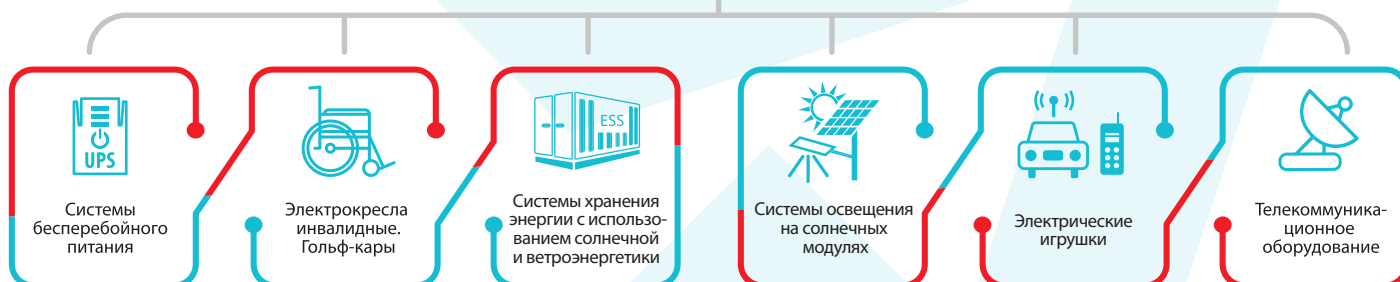 UPS
Системы
бесперебойного
питания
Электрокресла
инвалидные.
Гольф-кары
ESS
Системы хранения
энергии с использо-
ванием солнечной
и ветроэнергетики
Системы освещения
на солнечных
модулях
Электрические
игрушки
Телекоммуника-
ционное
оборудование